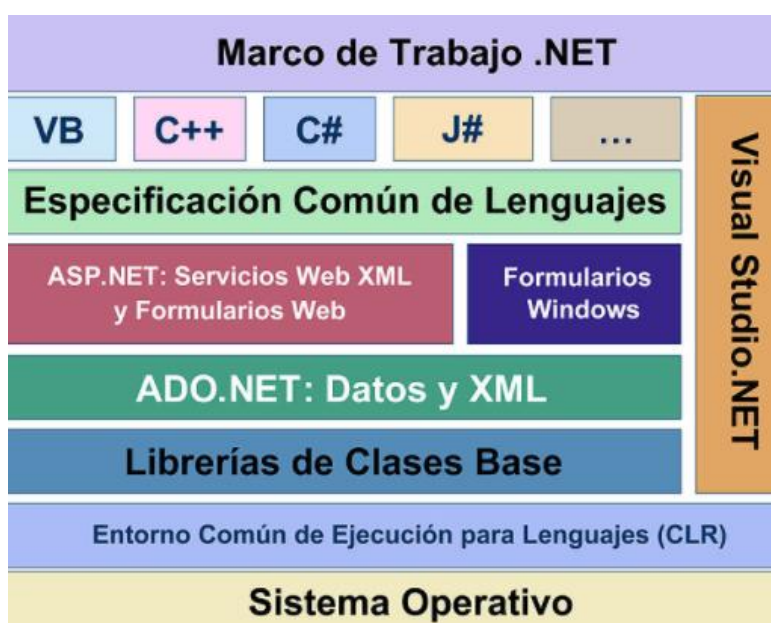 Marco de Trabajo .NET
VB
C++
C#
J#
...
Especificación Común de Lenguajes
ASP.NET: Servicios Web XML
y Formularios Web
Formularios
Windows
ADO.NET: Datos y XML
Librerías de Clases Base
Visual Studio.NET
Entorno Común de Ejecución para Lenguajes (CLR)
Sistema Operativo